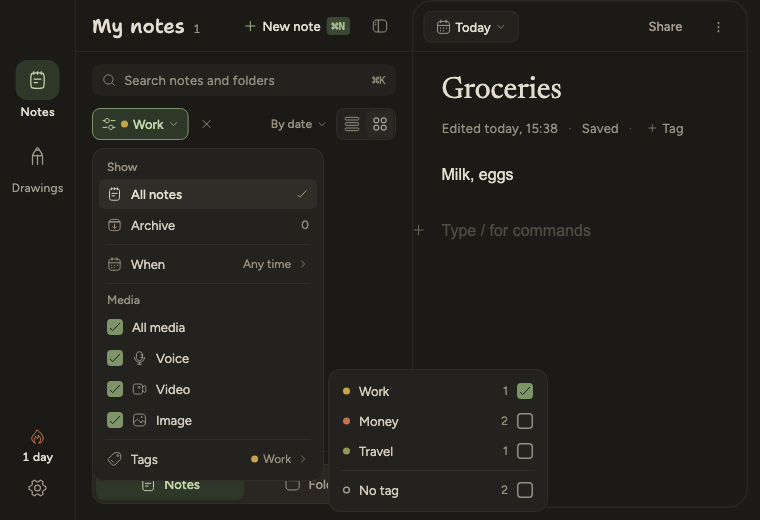 My notes 1
+ New note ⌘N
Today
Share
Search notes and folders ⌘K
Notes
Drawings
Work
By date
Groceries
Edited today, 15:38 · Saved · + Tag
Milk, eggs
Type / for commands
Show
All notes
Archive 0
When Any time
Media
All media
Voice
Video
Image
Tags Work
Work 1
Money 2
Travel 1
No tag 2
Notes
1 day